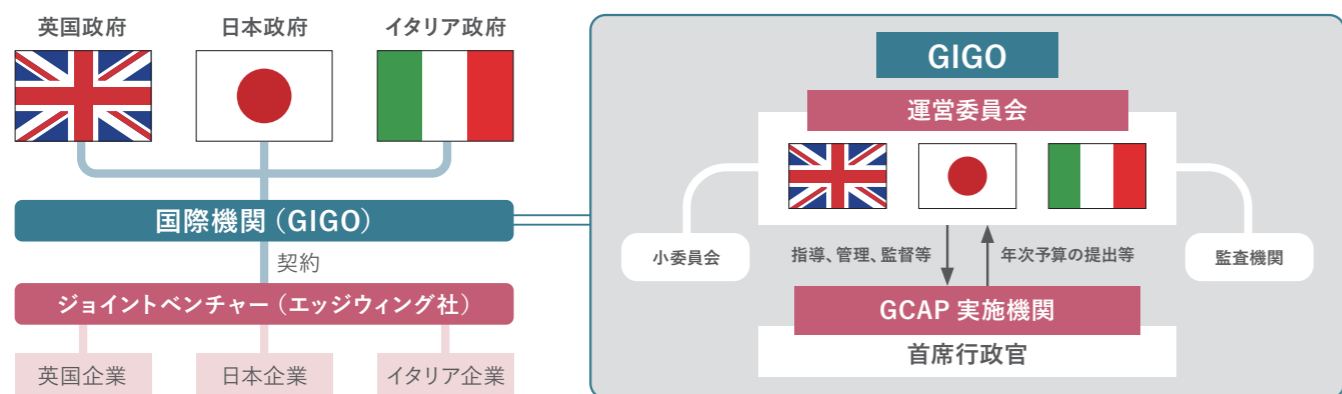 英国政府
日本政府
イタリア政府
国際機関（GIGO）
契約
ジョイントベンチャー（エッジウィング社）
英国企業
日本企業
イタリア企業
GIGO
運営委員会
小委員会
指導、管理、監督等
年次予算の提出等
監査機関
GCAP 実施機関
首席行政官